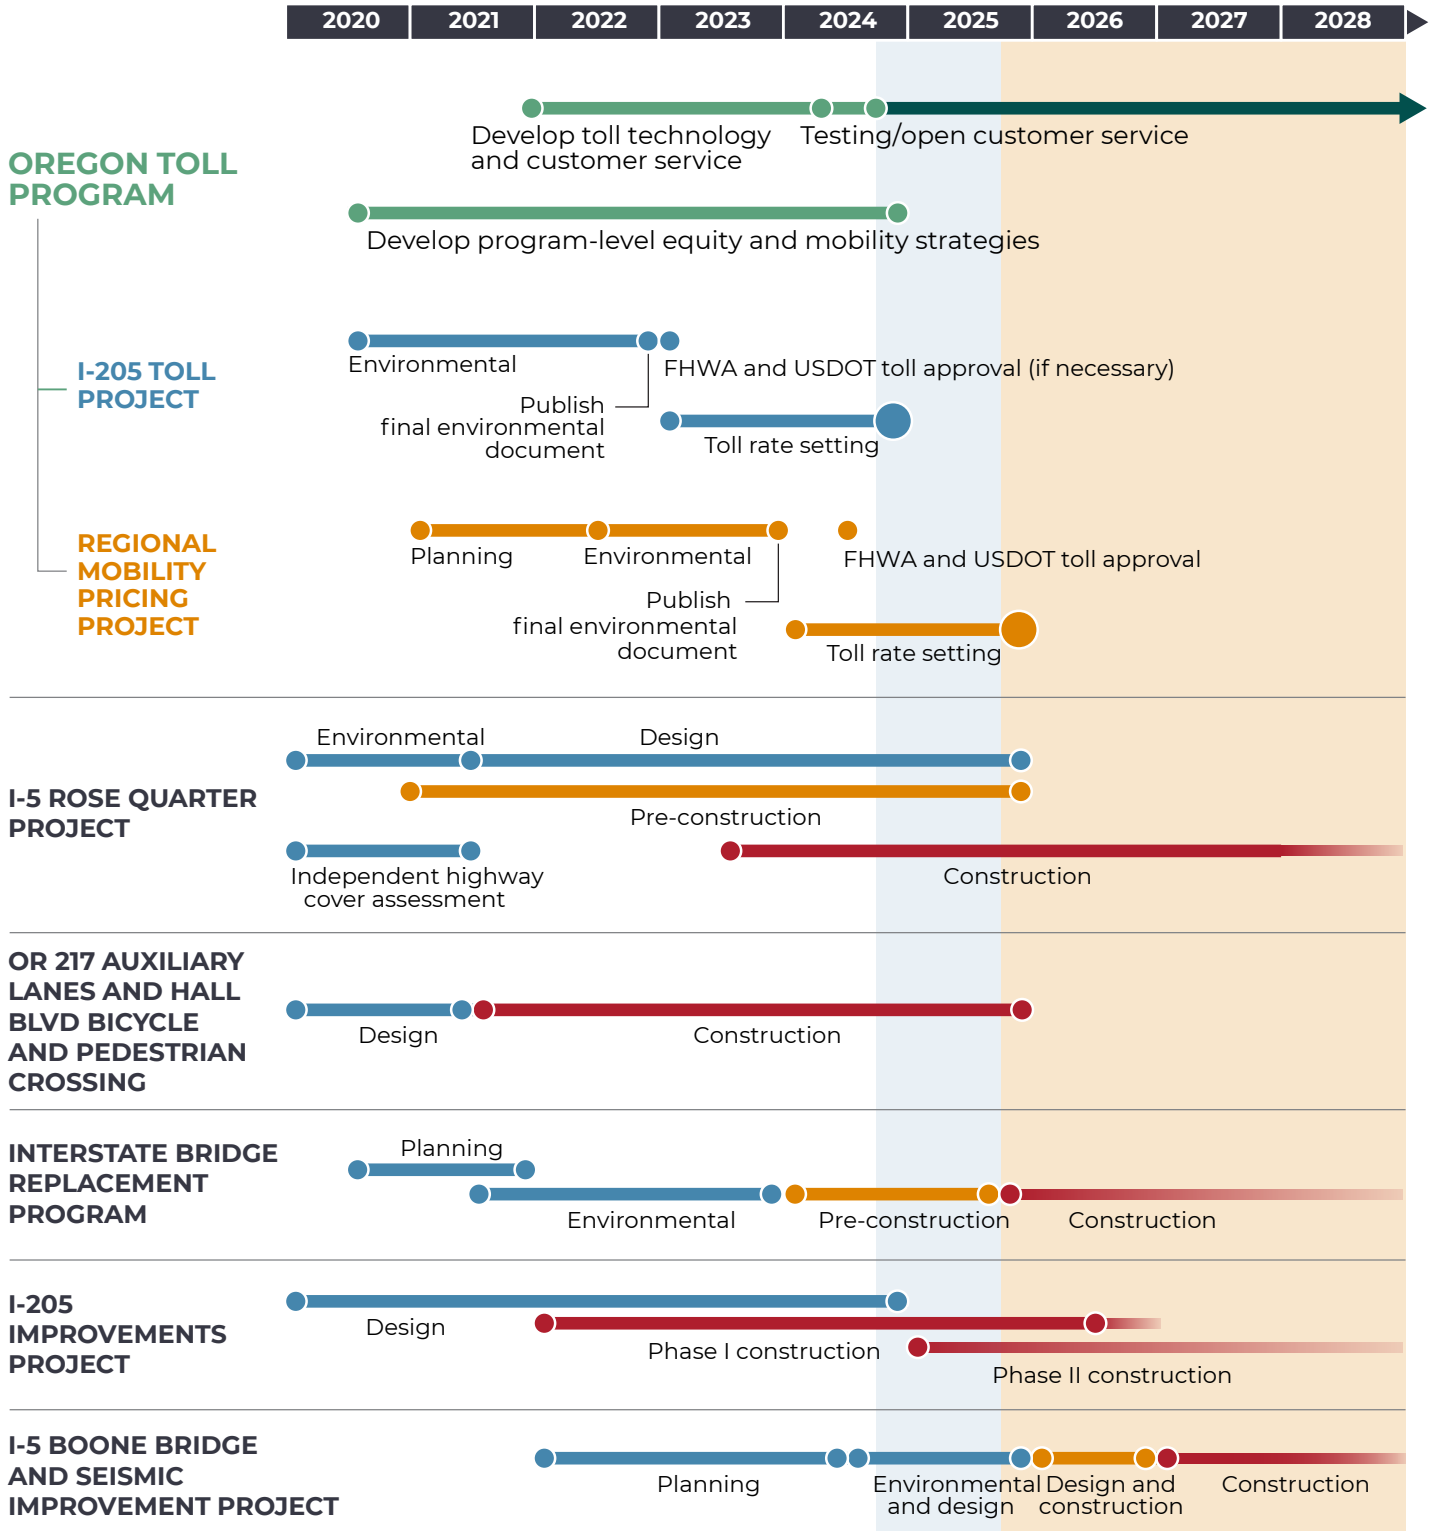 2020 2021 2022 2023 2024 2025 2026 2027 2028
OREGON TOLL
PROGRAM
Develop toll technology
and customer service
Testing/open customer service
Develop program-level equity and mobility strategies
I-205 TOLL
PROJECT
Environmental
FHWA and USDOT toll approval (if necessary)
Publish
final environmental
document
Toll rate setting
REGIONAL
MOBILITY
PRICING
PROJECT
Planning
Environmental
FHWA and USDOT toll approval
Publish
final environmental
document
Toll rate setting
I-5 ROSE QUARTER
PROJECT
Environmental
Design
Pre-construction
Independent highway
cover assessment
Construction
OR 217 AUXILIARY
LANES AND HALL
BLVD BICYCLE
AND PEDESTRIAN
CROSSING
Design
Construction
INTERSTATE BRIDGE
REPLACEMENT
PROGRAM
Planning
Environmental
Pre-construction
Construction
I-205
IMPROVEMENTS
PROJECT
Design
Phase I construction
Phase II construction
I-5 BOONE BRIDGE
AND SEISMIC
IMPROVEMENT PROJECT
Planning
Environmental
and design
Design and
construction
Construction